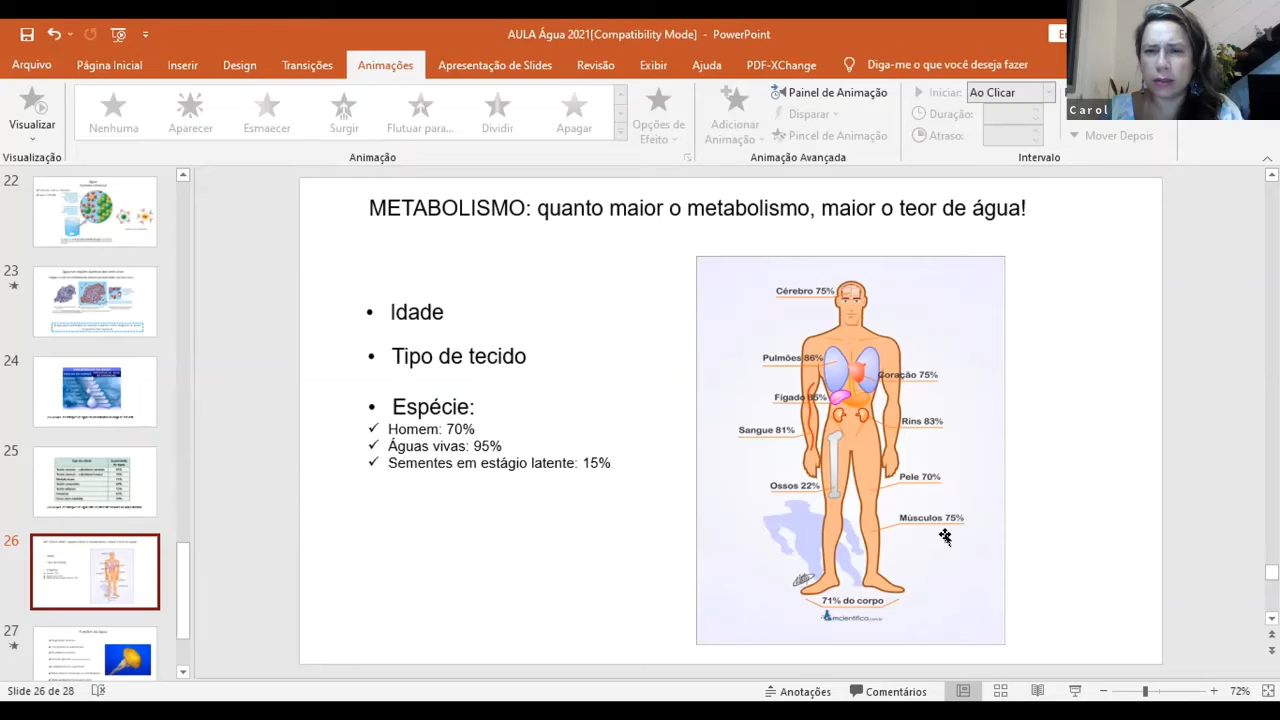 AULA Água 2021[Compatibility Mode] - PowerPoint
Carol
Arquivo
Página Inicial
Inserir
Design
Transições
Animações
Apresentação de Slides
Revisão
Exibir
Ajuda
PDF-XChange
Diga-me o que você deseja fazer
Visualizar
Nenhuma
Aparecer
Esmaecer
Surgir
Flutuar para...
Dividir
Apagar
Opções de
Efeito
Adicionar
Animação
Painel de Animação
Disparar
Pincel de Animação
Iniciar: Ao Clicar
Duração:
Atraso:
Mover Depois
Visualização
Animação
Animação Avançada
Intervalo
22
23
24
25
26
27
METABOLISMO: quanto maior o metabolismo, maior o teor de água!
• Idade
• Tipo de tecido
• Espécie:
✓ Homem: 70%
✓ Águas vivas: 95%
✓ Sementes em estágio latente: 15%
Cérebro 75%
Pulmões 86%
Coração 75%
Fígado 85%
Rins 83%
Sangue 81%
Pele 70%
Ossos 22%
Músculos 75%
71% do corpo
Slide 26 de 28
Anotações
Comentários
72%